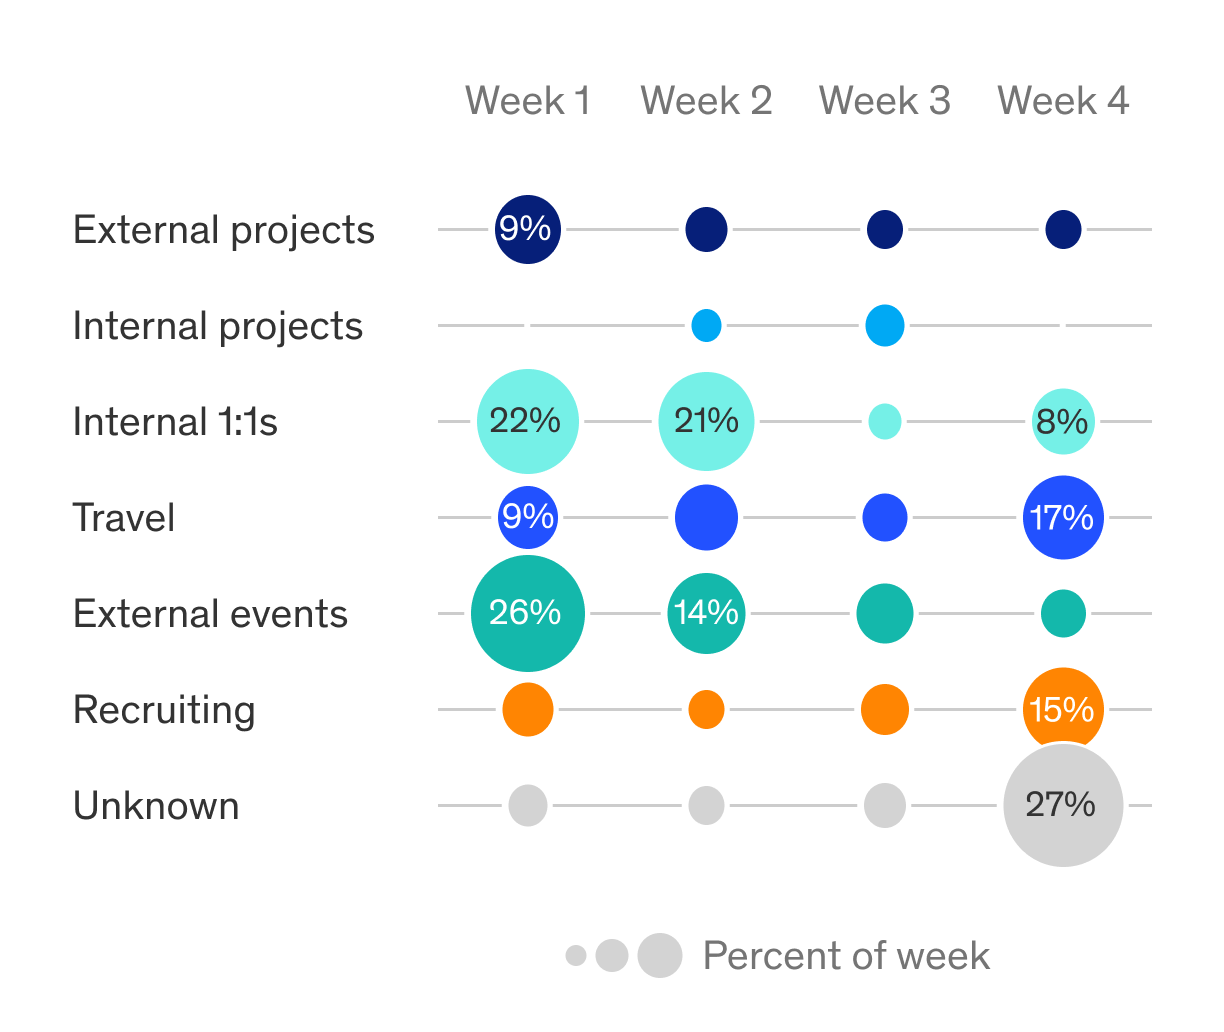 Week 1 Week 2 Week 3 Week 4
External projects 9%
Internal projects
Internal 1:1s 22% 21% 8%
Travel 9% 17%
External events 26% 14%
Recruiting 15%
Unknown 27%
Percent of week